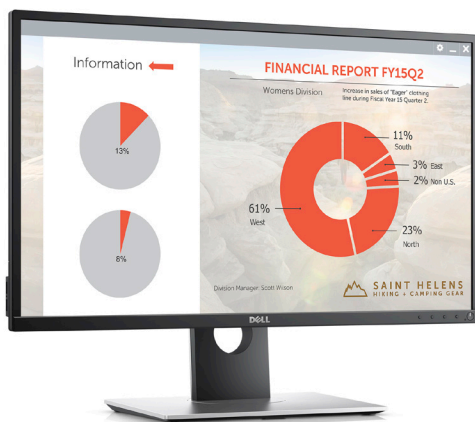 Information
13%
6%
FINANCIAL REPORT FY15Q2
Womens Division
Increase in sales of "Eager" clothing
line during Fiscal Year 15 Quarter 2.
11%
South
3% East
2% Non U.S.
61%
West
23%
North
Division Manager: Scott Wilson
SAINT HELENS
HIKING + CAMPING GEAR
DELL